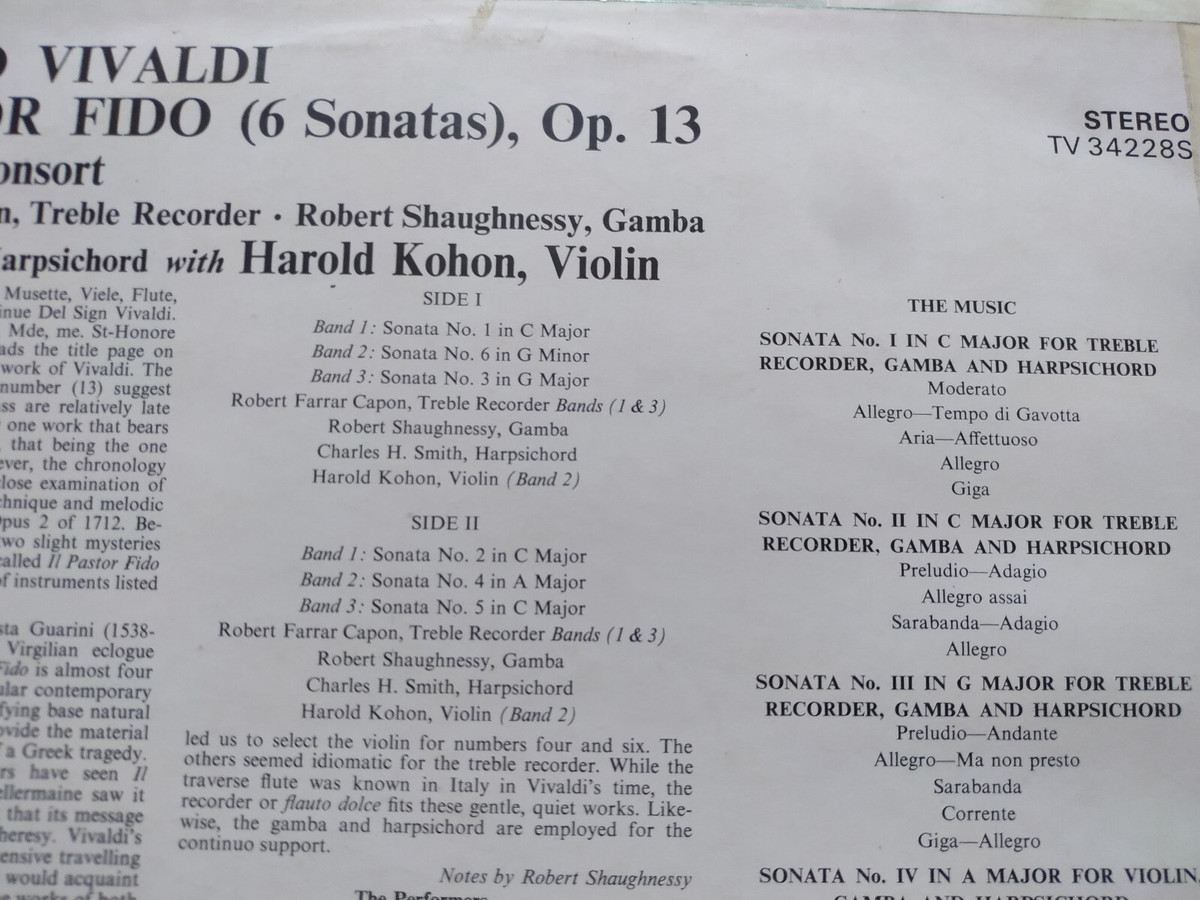 VIVALDI
OR FIDO (6 Sonatas), Op. 13
onsort
n, Treble Recorder · Robert Shaughnessy, Gamba
arpsichord with Harold Kohon, Violin
STEREO
TV 34228S
Musette, Viele, Flute,
inue Del Sign Vivaldi.
Mde, me. St-Honore
ads the title page on
work of Vivaldi. The
number (13) suggest
ss are relatively late
one work that bears
, that being the one
ever, the chronology
lose examination of
chnique and melodic
pus 2 of 1712. Be-
wo slight mysteries
called Il Pastor Fido
of instruments listed
sta Guarini (1538-
Virgilian eclogue
Fido is almost four
ular contemporary
fying base natural
ovide the material
a Greek tragedy.
rs have seen Il
ellermaine saw it
that its message
heresy. Vivaldi's
ensive travelling
would acquaint
SIDE I
Band 1: Sonata No. 1 in C Major
Band 2: Sonata No. 6 in G Minor
Band 3: Sonata No. 3 in G Major
Robert Farrar Capon, Treble Recorder Bands (1 & 3)
Robert Shaughnessy, Gamba
Charles H. Smith, Harpsichord
Harold Kohon, Violin (Band 2)
SIDE II
Band 1: Sonata No. 2 in C Major
Band 2: Sonata No. 4 in A Major
Band 3: Sonata No. 5 in C Major
Robert Farrar Capon, Treble Recorder Bands (1 & 3)
Robert Shaughnessy, Gamba
Charles H. Smith, Harpsichord
Harold Kohon, Violin (Band 2)
led us to select the violin for numbers four and six. The
others seemed idiomatic for the treble recorder. While the
traverse flute was known in Italy in Vivaldi's time, the
recorder or flauto dolce fits these gentle, quiet works. Like-
wise, the gamba and harpsichord are employed for the
continuo support.
Notes by Robert Shaughnessy
The Performers
THE MUSIC
SONATA No. I IN C MAJOR FOR TREBLE
RECORDER, GAMBA AND HARPSICHORD
Moderato
Allegro—Tempo di Gavotta
Aria—Affettuoso
Allegro
Giga
SONATA No. II IN C MAJOR FOR TREBLE
RECORDER, GAMBA AND HARPSICHORD
Preludio—Adagio
Allegro assai
Sarabanda—Adagio
Allegro
SONATA No. III IN G MAJOR FOR TREBLE
RECORDER, GAMBA AND HARPSICHORD
Preludio—Andante
Allegro—Ma non presto
Sarabanda
Corrente
Giga—Allegro
SONATA No. IV IN A MAJOR FOR VIOLIN,
GAMBA AND HARPSICHORD